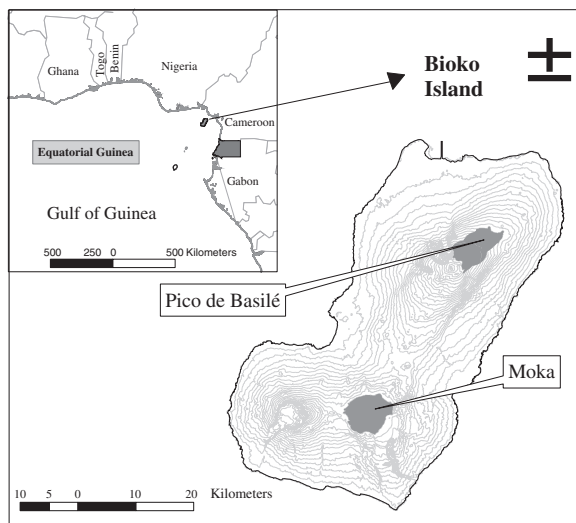 Ghana
Togo
Benin
Nigeria
Cameroon
Equatorial Guinea
Gabon
Gulf of Guinea
500 250 0 500 Kilometers
Bioko
Island
Pico de Basilé
Moka
10 5 0 10 20 Kilometers